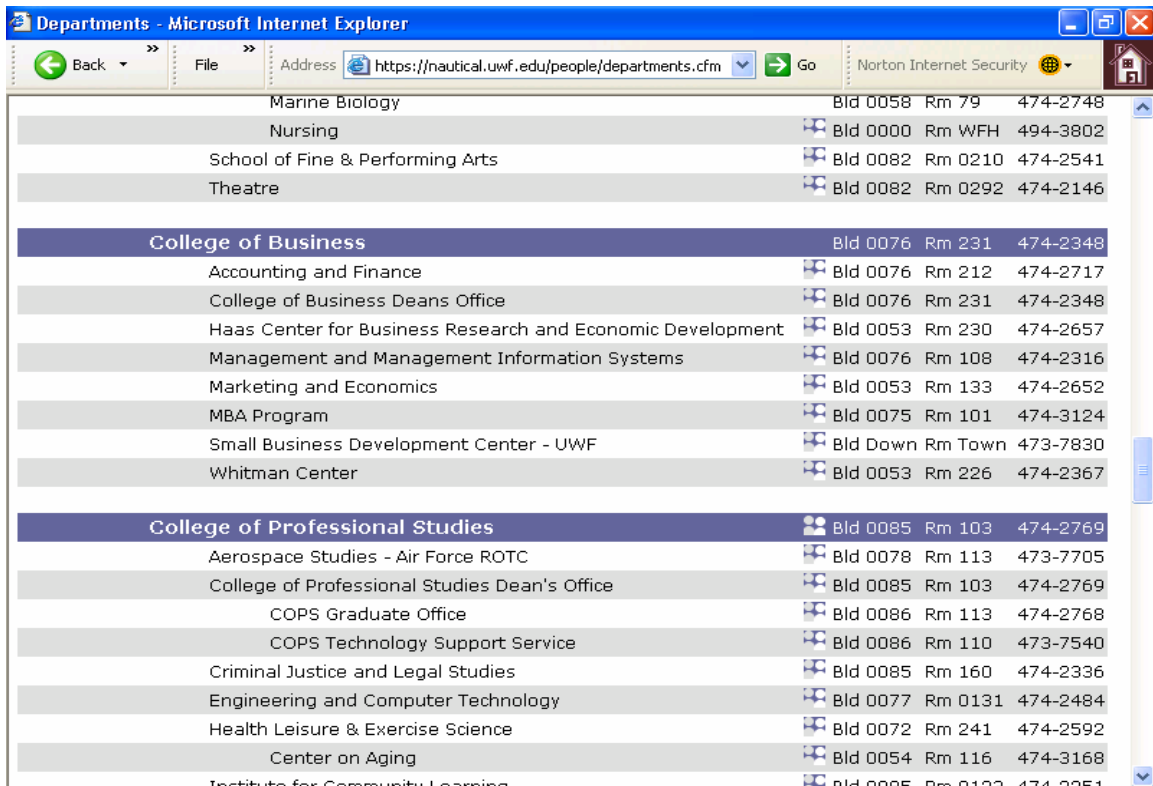 Departments - Microsoft Internet Explorer
Back » File » Address https://nautical.uwf.edu/people/departments.cfm Go Norton Internet Security
Marine Biology Bld 0058 Rm 79 474-2748
Nursing Bld 0000 Rm WFH 494-3802
School of Fine & Performing Arts Bld 0082 Rm 0210 474-2541
Theatre Bld 0082 Rm 0292 474-2146
College of Business Bld 0076 Rm 231 474-2348
Accounting and Finance Bld 0076 Rm 212 474-2717
College of Business Deans Office Bld 0076 Rm 231 474-2348
Haas Center for Business Research and Economic Development Bld 0053 Rm 230 474-2657
Management and Management Information Systems Bld 0076 Rm 108 474-2316
Marketing and Economics Bld 0053 Rm 133 474-2652
MBA Program Bld 0075 Rm 101 474-3124
Small Business Development Center - UWF Bld Down Rm Town 473-7830
Whitman Center Bld 0053 Rm 226 474-2367
College of Professional Studies Bld 0085 Rm 103 474-2769
Aerospace Studies - Air Force ROTC Bld 0078 Rm 113 473-7705
College of Professional Studies Dean's Office Bld 0085 Rm 103 474-2769
COPS Graduate Office Bld 0086 Rm 113 474-2768
COPS Technology Support Service Bld 0086 Rm 110 473-7540
Criminal Justice and Legal Studies Bld 0085 Rm 160 474-2336
Engineering and Computer Technology Bld 0077 Rm 0131 474-2484
Health Leisure & Exercise Science Bld 0072 Rm 241 474-2592
Center on Aging Bld 0054 Rm 116 474-3168
Institute for Community Learning Bld Rm